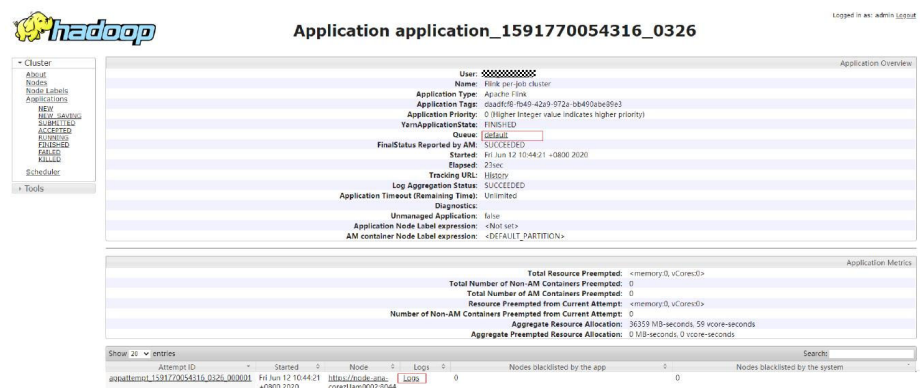 hadoop
Application application_1591770054316_0326
Logged in as: admin Logout
Cluster
About
Nodes
Node Labels
Applications
NEW
NEW_SAVING
SUBMITTED
ACCEPTED
RUNNING
FINISHED
FAILED
KILLED
Scheduler
Tools
Application Overview
User:
Name: Flink per-job cluster
Application Type: Apache Flink
Application Tags: daadfcf8-fb49-42a9-972a-bb490abe89e3
Application Priority: 0 (Higher Integer value indicates higher priority)
YarnApplicationState: FINISHED
Queue: default
FinalStatus Reported by AM: SUCCEEDED
Started: Fri Jun 12 10:44:21 +0800 2020
Elapsed: 23sec
Tracking URL: History
Log Aggregation Status: SUCCEEDED
Application Timeout (Remaining Time): Unlimited
Diagnostics:
Unmanaged Application: false
Application Node Label expression: <Not set>
AM container Node Label expression: <DEFAULT_PARTITION>
Application Metrics
Total Resource Preempted: <memory:0, vCores:0>
Total Number of Non-AM Containers Preempted: 0
Total Number of AM Containers Preempted: 0
Resource Preempted from Current Attempt: <memory:0, vCores:0>
Number of Non-AM Containers Preempted from Current Attempt: 0
Aggregate Resource Allocation: 36359 MB-seconds, 59 vcore-seconds
Aggregate Preempted Resource Allocation: 0 MB-seconds, 0 vcore-seconds
Show 20 entries Search:
Attempt ID Started Node Logs Nodes blacklisted by the app Nodes blacklisted by the system
appattempt_1591770054316_0326_000001 Fri Jun 12 10:44:21 https://node-ana- Logs 0 0
+0800 2020